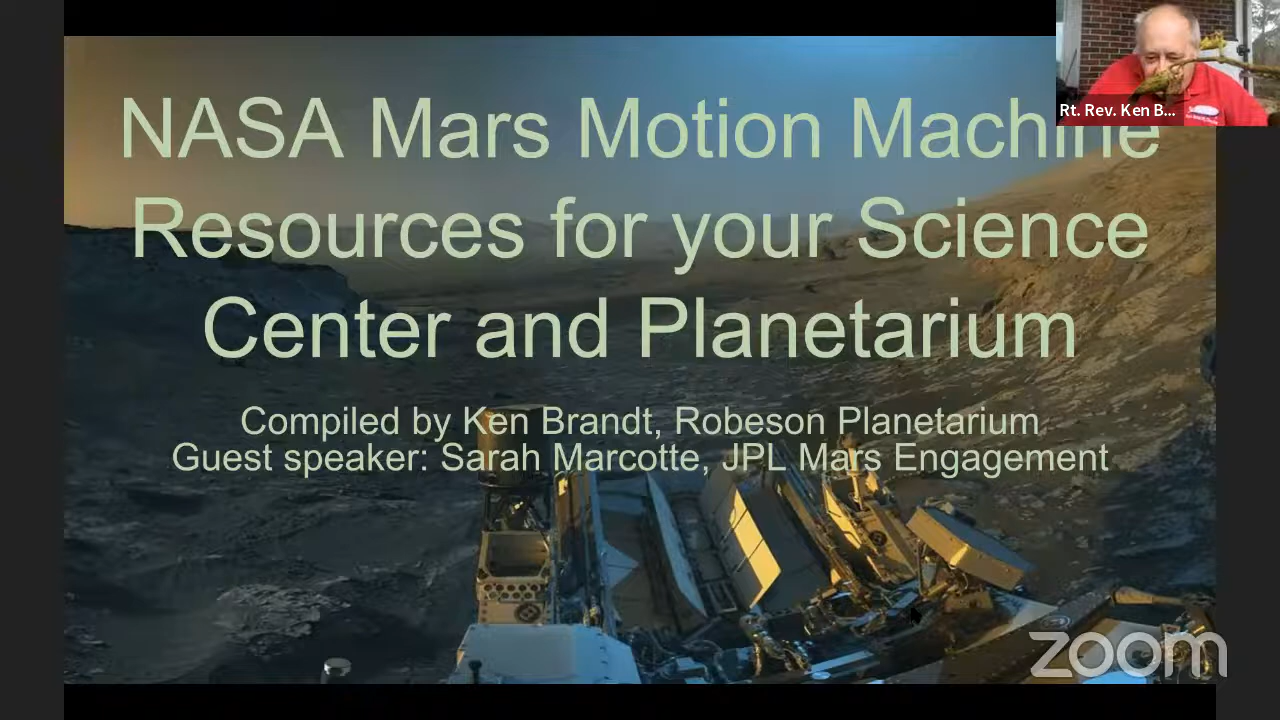 NASA Mars Motion Machine
Resources for your Science
Center and Planetarium
Compiled by Ken Brandt, Robeson Planetarium
Guest speaker: Sarah Marcotte, JPL Mars Engagement
Rt. Rev. Ken B...
zoom